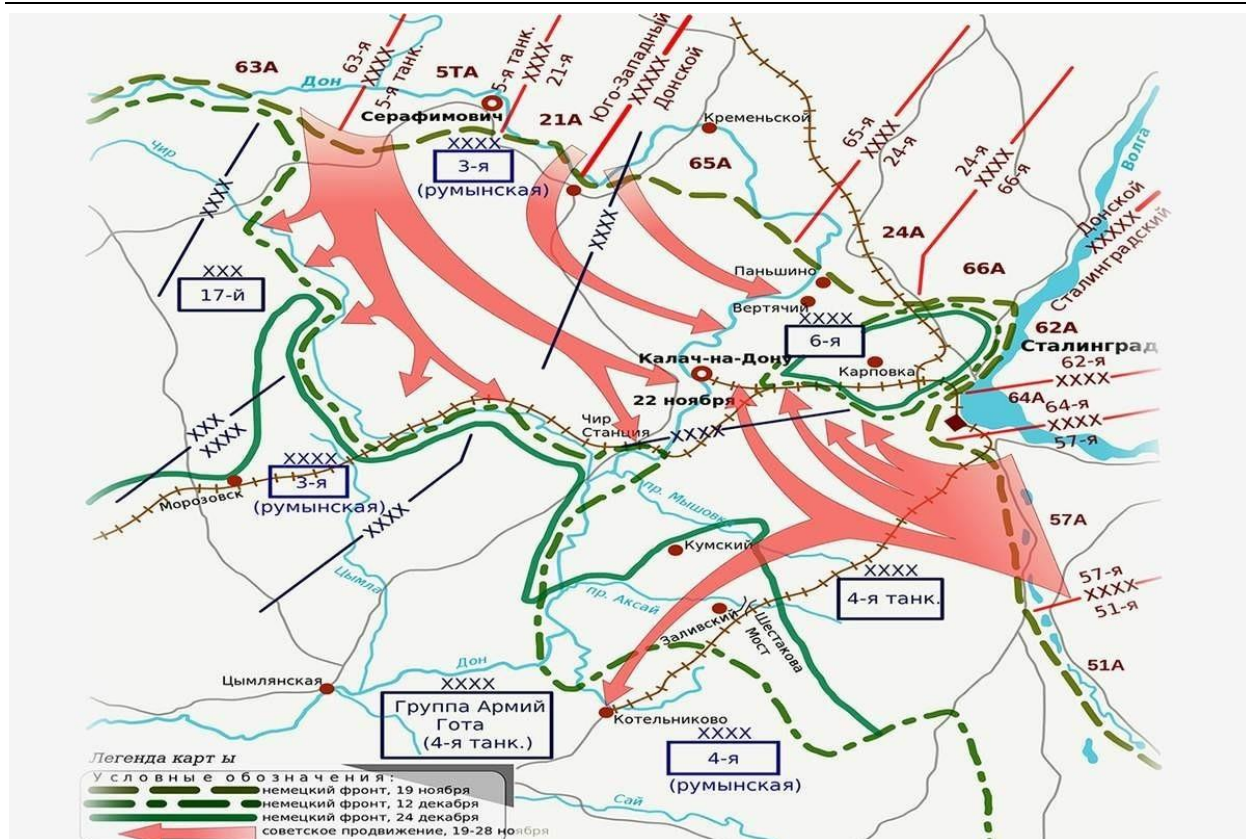 63А
Дон
63-я
XXXX
5-я танк.
5ТА
5-я танк.
XXXX
21-я
Серафимович
21А
Юго-Западный
XXXXX
Донской
Кременьской
65А
65-я
XXXX
24-я
24-я
XXXX
66-я
Волга
Чир
XXXX
XXXX
3-я
(румынская)
XXXX
24А
66А
Донской
XXXXX
Сталинградский
Паньшино
Вертячий
XXX
17-й
XXXX
6-я
62А
Сталинград
Калач-на-Дону
Карповка
62-я
XXXX
64А
64-я
XXXX
57-я
22 ноября
Чир
Станция
XXXX
XXX
XXXX
XXXX
3-я
(румынская)
XXXX
Морозовск
пр. Мышовка
57А
Кумский
Цымла
пр. Аксай
XXXX
4-я танк.
57-я
XXXX
51-я
Заливский
Шестакова
Мост
51А
Дон
Цымлянская
XXXX
Группа Армий
Гота
(4-я танк.)
Котельниково
XXXX
4-я
(румынская)
Сай
Легенда карт ы
Условные обозначения:
немецкий фронт, 19 ноября
немецкий фронт, 12 декабря
немецкий фронт, 24 декабря
советское продвижение, 19-28 ноября